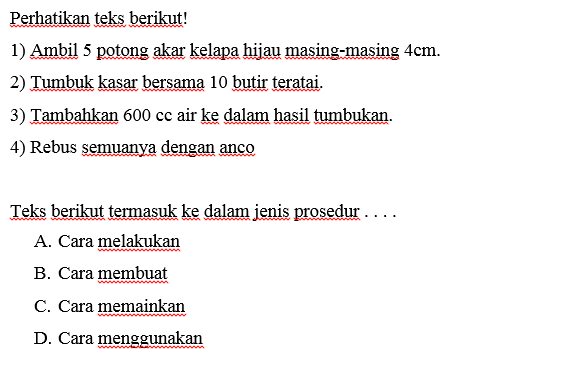 Perhatikan teks berikut!
1) Ambil 5 potong akar kelapa hijau masing-masing 4cm.
2) Tumbuk kasar bersama 10 butir teratai.
3) Tambahkan 600 cc air ke dalam hasil tumbukan.
4) Rebus semuanya dengan anco
Teks berikut termasuk ke dalam jenis prosedur . . . .
A. Cara melakukan
B. Cara membuat
C. Cara memainkan
D. Cara menggunakan